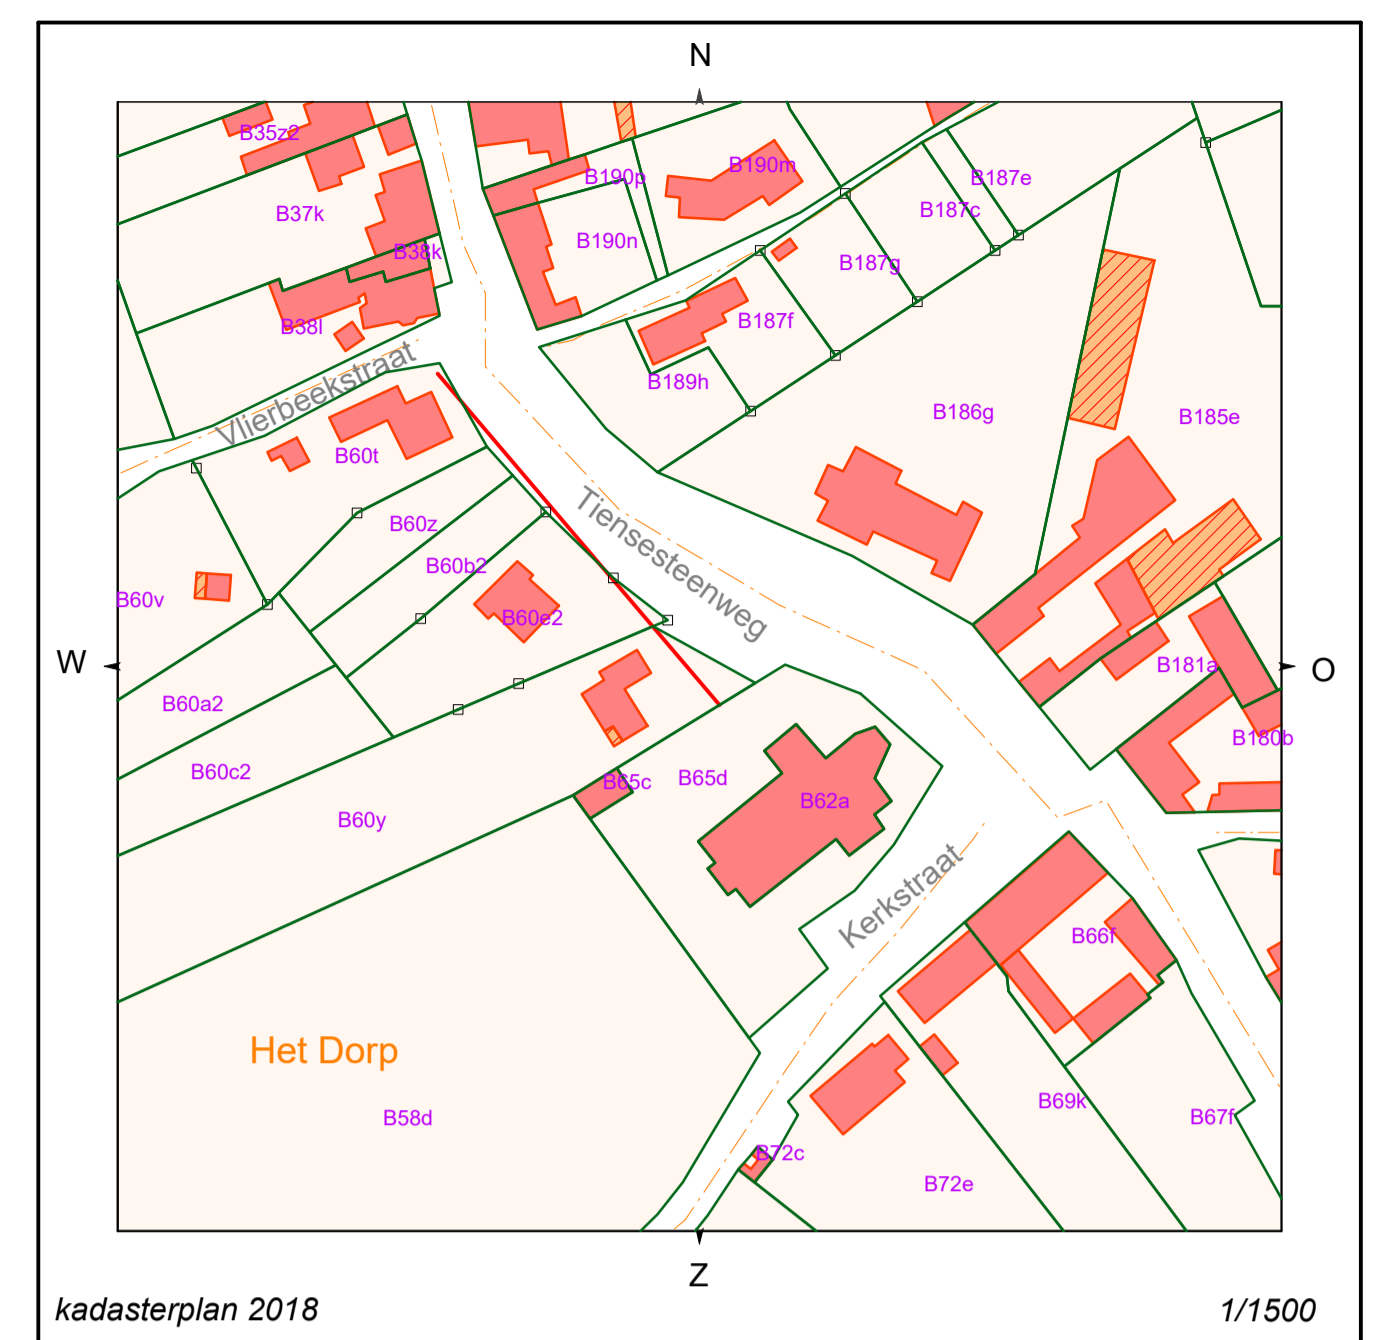 N
B35z2
B190p
B190m
B187e
B37k
B187c
B38k
B190n
B187g
B38l
B187f
Vlierbeekstraat
B189h
B186g
B185e
B60t
B60z
Tiensesteenweg
B60b2
B60v
B60e2
W
B181a
O
B60a2
B180b
B60c2
B65c
B65d
B62a
B60y
Kerkstraat
B66f
Het Dorp
B58d
B69k
B67f
B72c
B72e
Z
kadasterplan 2018
1/1500